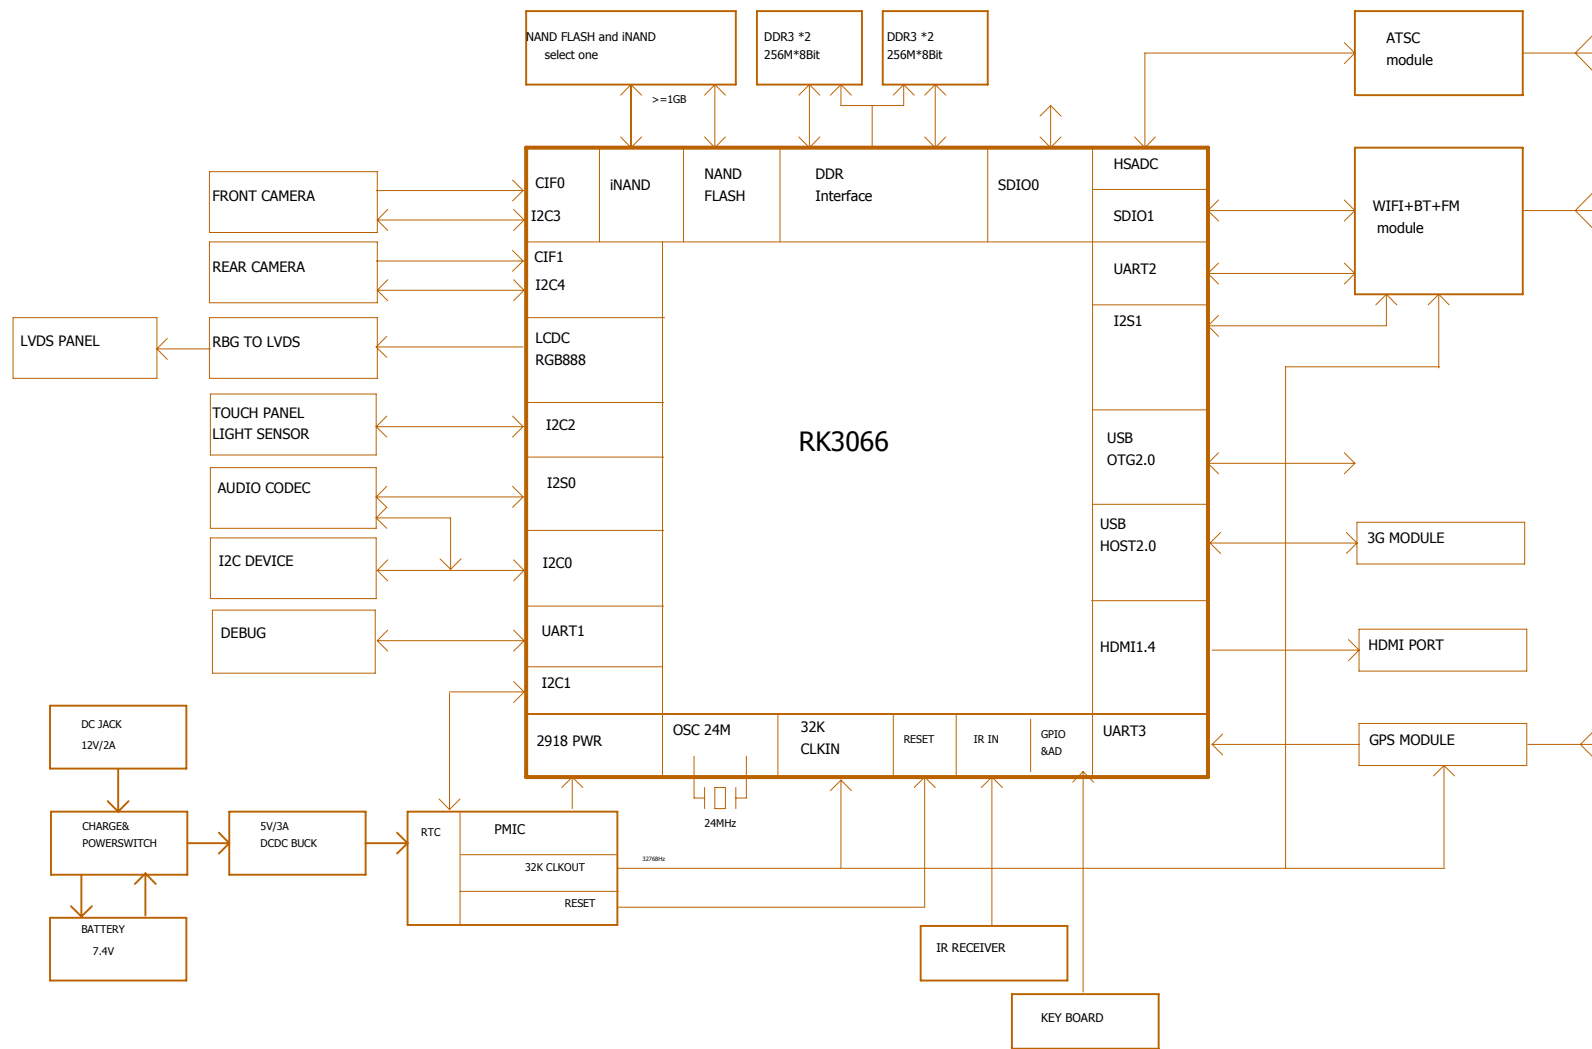 NAND FLASH and iNAND
select one
DDR3 *2
256M*8Bit
DDR3 *2
256M*8Bit
ATSC
module
>=1GB
CIF0
I2C3
iNAND
NAND
FLASH
DDR
Interface
SDIO0
HSADC
SDIO1
FRONT CAMERA
WIFI+BT+FM
module
REAR CAMERA
CIF1
I2C4
UART2
LVDS PANEL
RBG TO LVDS
LCDC
RGB888
I2S1
TOUCH PANEL
LIGHT SENSOR
I2C2
RK3066
USB
OTG2.0
AUDIO CODEC
I2S0
USB
HOST2.0
3G MODULE
I2C DEVICE
I2C0
DEBUG
UART1
HDMI1.4
HDMI PORT
I2C1
DC JACK
12V/2A
2918 PWR
OSC 24M
32K
CLKIN
RESET
IR IN
GPIO
&AD
UART3
GPS MODULE
24MHz
CHARGE&
POWERSWITCH
5V/3A
DCDC BUCK
RTC
PMIC
32K CLKOUT
32768Hz
RESET
BATTERY
7.4V
IR RECEIVER
KEY BOARD